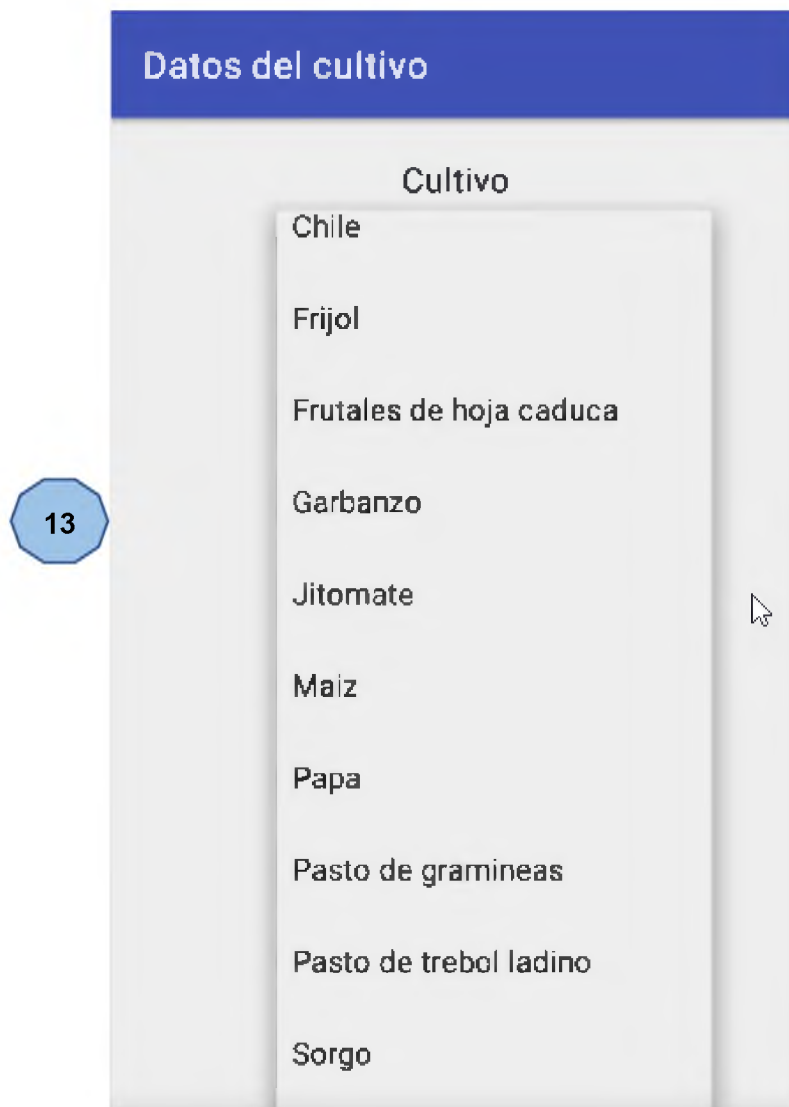 Datos del cultivo
Cultivo
Chile
Frijol
Frutales de hoja caduca
Garbanzo
13
Jitomate
Maiz
Papa
Pasto de gramineas
Pasto de trebol ladino
Sorgo